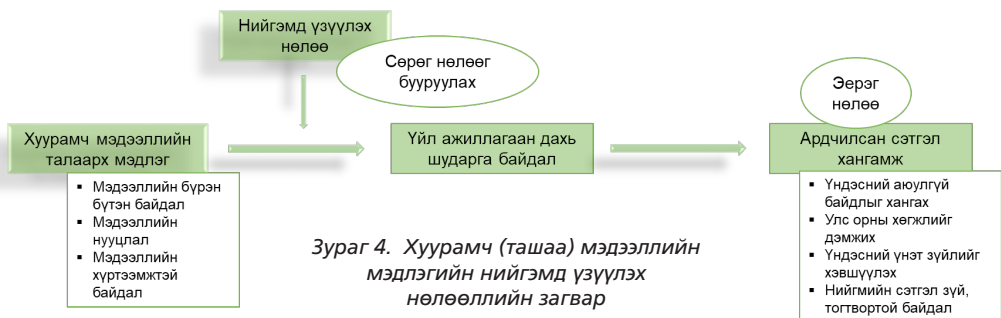 Нийгэмд үзүүлэх
нөлөө
Сөрөг нөлөөг
бууруулах
Эерэг
нөлөө
Хуурамч мэдээллийн
талаарх мэдлэг
Үйл ажиллагаан дахь
шударга байдал
Ардчилсан сэтгэл
хангамж
▪ Мэдээллийн бүрэн
бүтэн байдал
▪ Мэдээллийн
нууцлал
▪ Мэдээллийн
хүртээмжтэй
байдал
▪ Үндэсний аюулгүй
байдлыг хангах
▪ Улс орны хөгжлийг
дэмжих
▪ Үндэсний үнэт зүйлийг
хэвшүүлэх
▪ Нийгмийн сэтгэл зүй,
тогтвортой байдал
Зураг 4. Хуурамч (ташаа) мэдээллийн
мэдлэгийн нийгэмд үзүүлэх
нөлөөллийн загвар